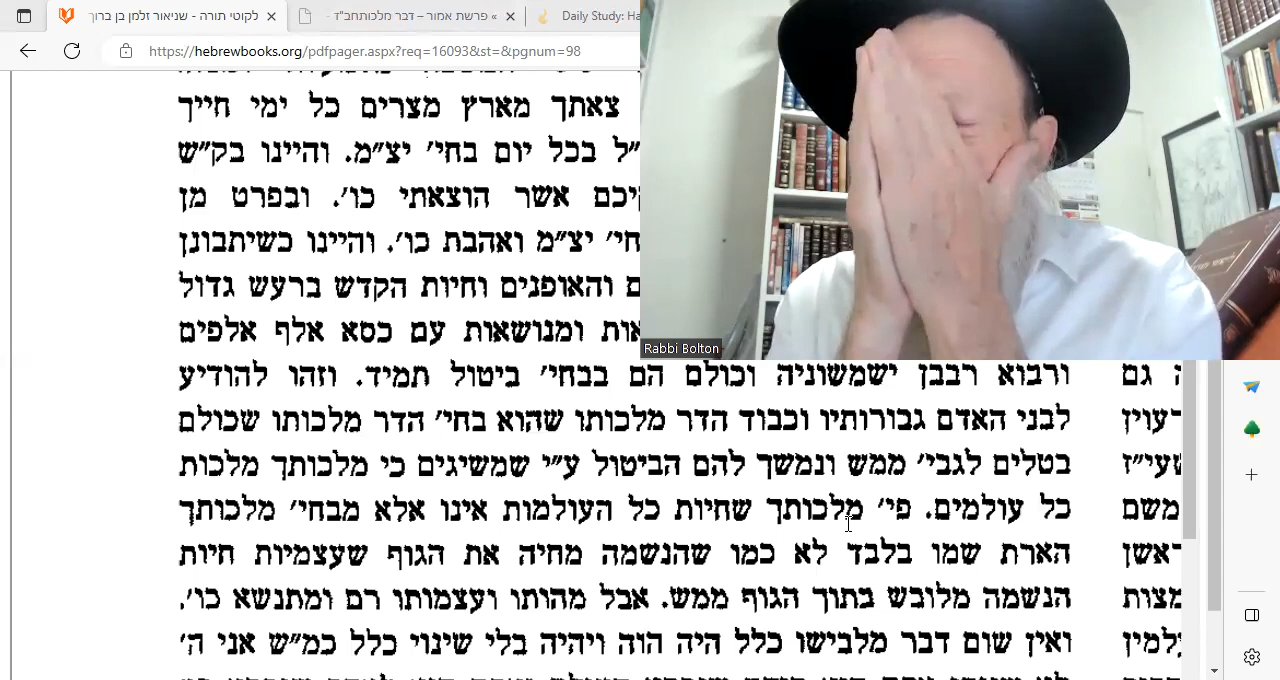 לקוטי תורה - שניאור זלמן בן ברוך
» פרשת אמור – דבר מלכותחב"ד -
Daily Study: Ha
https://hebrewbooks.org/pdfpager.aspx?req=16093&st=&pgnum=98
צאתך מארץ מצרים כל ימי חייך
״ל בכל יום בחי׳ יצ״מ. והיינו בק״ש
אשר הוצאתי כו׳. ובפרט מן
חי׳ יצ״מ ואהבת כו׳. והיינו כשיתבונן
והאופנים וחיות הקדש ברעש גדול
ומנושאות עם כסא אלף אלפים
ורבוא רבבן ישמשוניה וכולם הם בבחי׳ ביטול תמיד. וזהו להודיע
לבני האדם גבורותיו וכבוד הדר מלכותו שהוא בחי׳ הדר מלכותו שכולם
בטלים לגבי׳ ממש ונמשך להם הביטול ע״י שמשיגים כי מלכותך מלכות
כל עולמים. פי׳ מלכותך שחיות כל העולמות אינו אלא מבחי׳ מלכותך
הארת שמו בלבד לא כמו שהנשמה מחיה את הגוף שעצמיות חיות
הנשמה מלובש בתוך הגוף ממש. אבל מהותו ועצמותו רם ומתנשא כו׳.
ואין שום דבר מלבישו כלל היה הוה ויהיה בלי שינוי כלל כמ״ש אני ה׳
גם
Rabbi Bolton